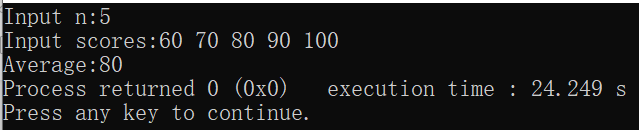 Input n:5
Input scores:60 70 80 90 100
Average:80
Process returned 0 (0x0)   execution time : 24.249 s
Press any key to continue.